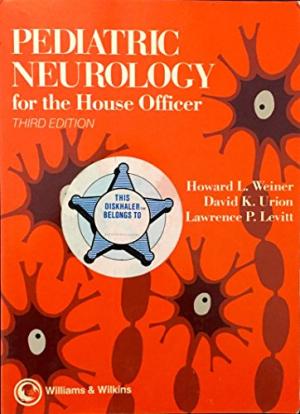 PEDIATRIC
NEUROLOGY
for the House Officer
THIRD EDITION
Howard L. Weiner
David K. Urion
Lawrence P. Levitt
THIS
DISKHALER
BELONGS TO
Williams & Wilkins